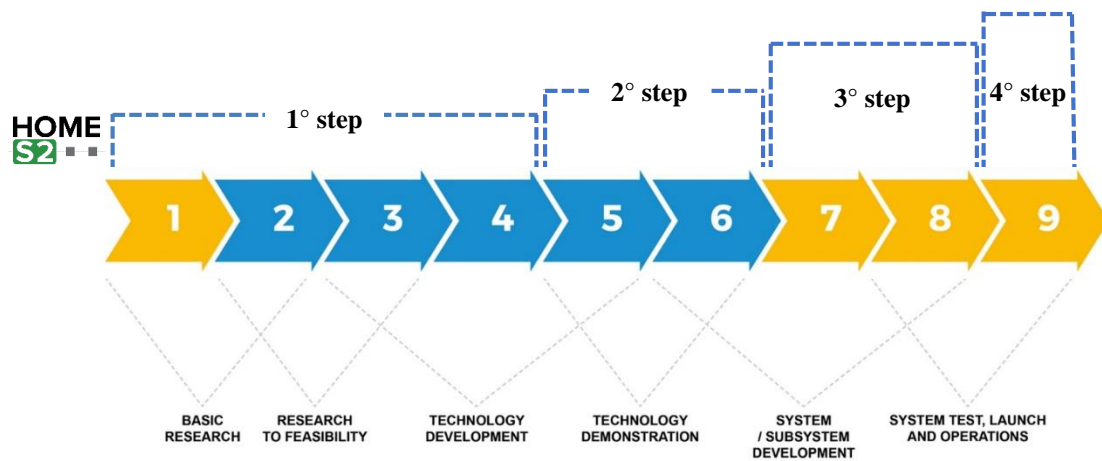 1° step
2° step
3° step
4° step
HOME
S2
1 2 3 4 5 6 7 8 9
BASIC
RESEARCH
RESEARCH
TO FEASIBILITY
TECHNOLOGY
DEVELOPMENT
TECHNOLOGY
DEMONSTRATION
SYSTEM
/ SUBSYSTEM
DEVELOPMENT
SYSTEM TEST, LAUNCH
AND OPERATIONS